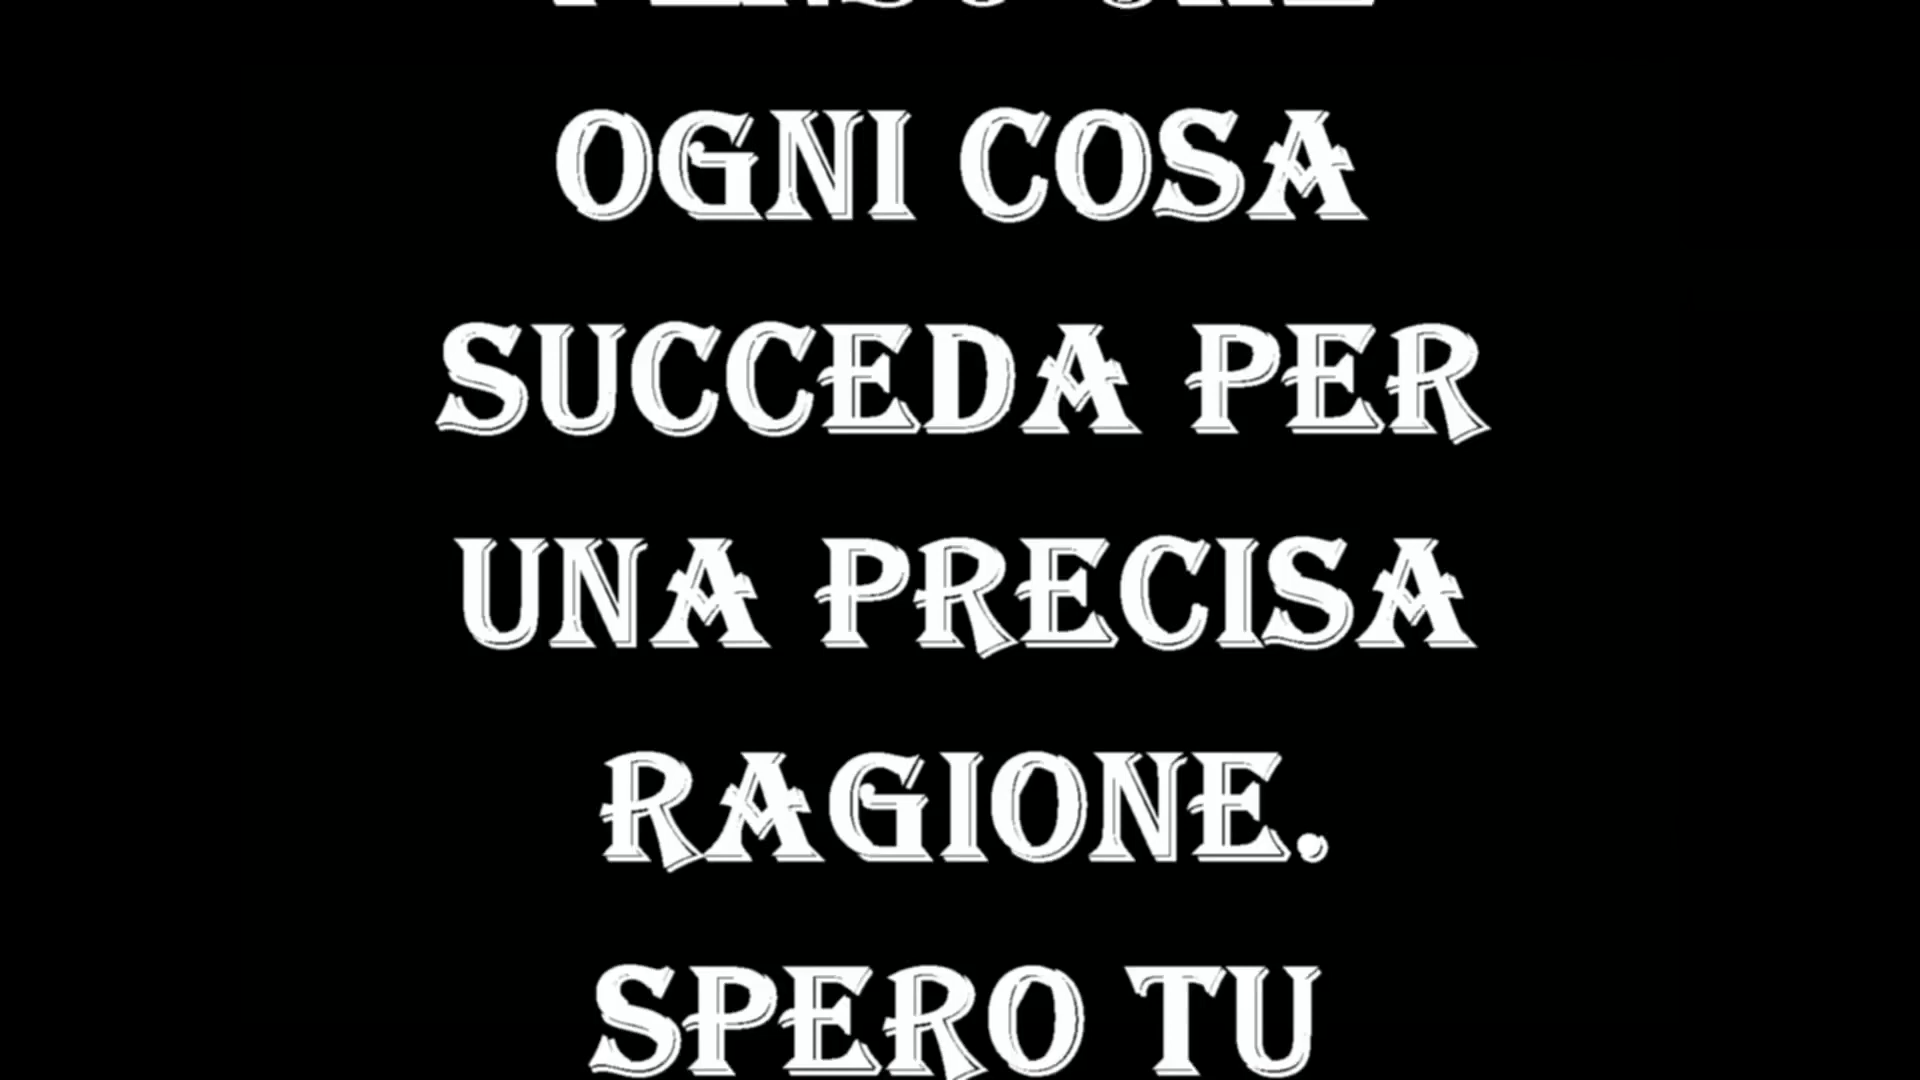 OGNI COSA
SUCCEDA PER
UNA PRECISA
RAGIONE.
SPERO TU